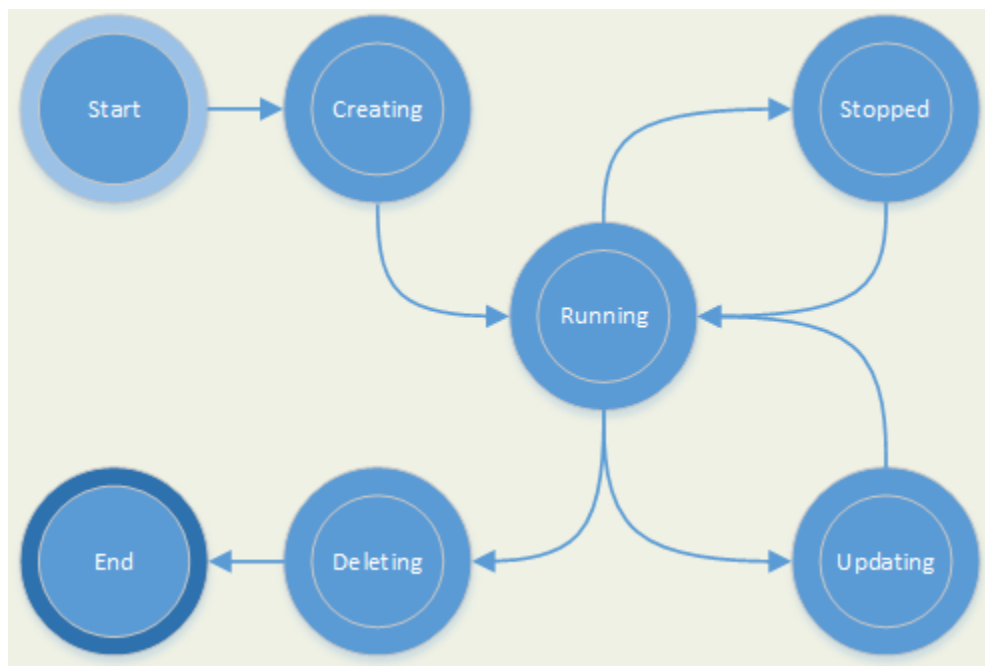 Start
Creating
Stopped
Running
End
Deleting
Updating